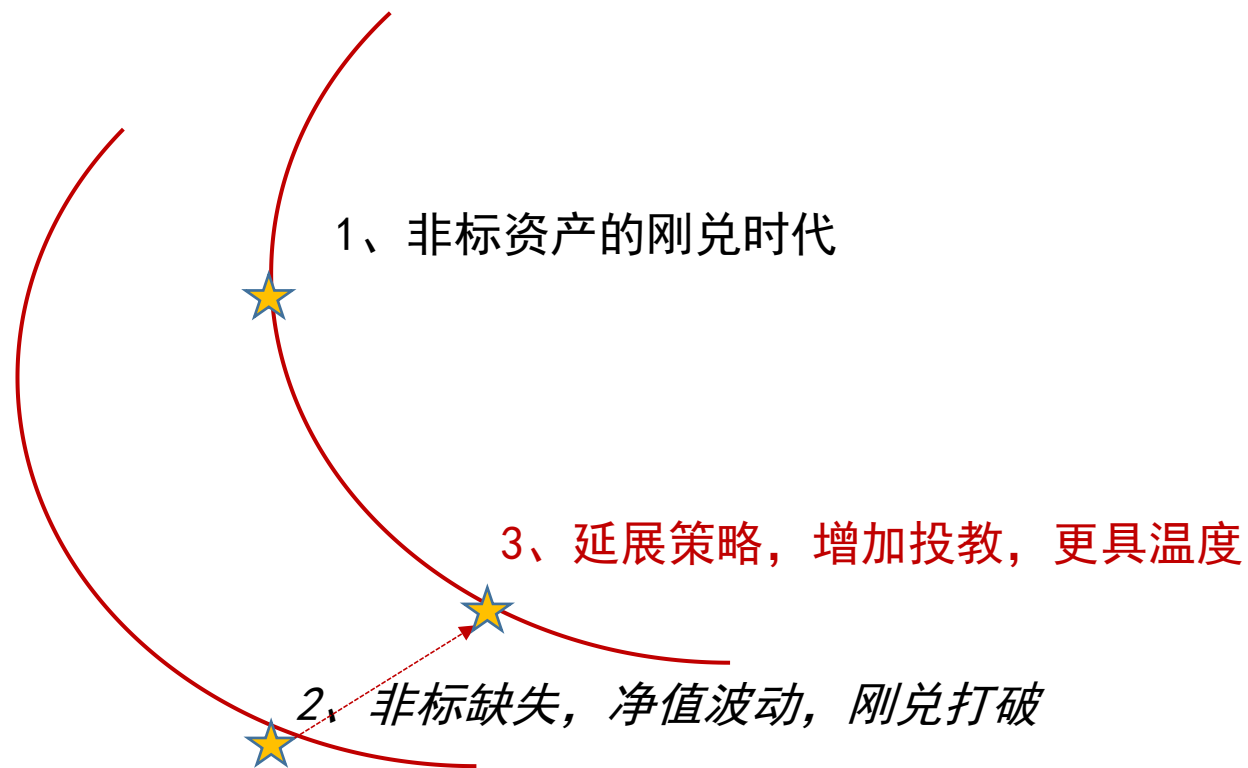 1、非标资产的刚兑时代
3、延展策略，增加投教，更具温度
2、非标缺失，净值波动，刚兑打破